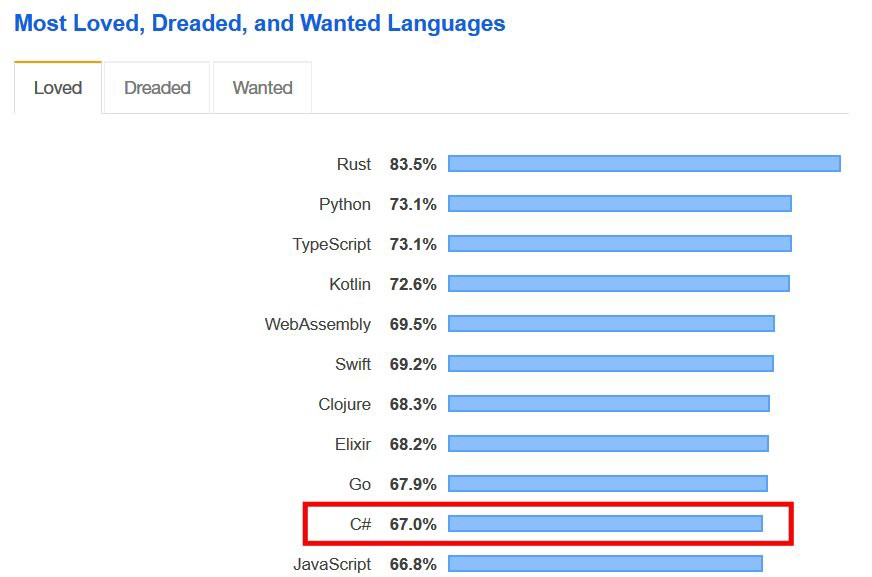 Most Loved, Dreaded, and Wanted Languages
Loved Dreaded Wanted
Rust 83.5%
Python 73.1%
TypeScript 73.1%
Kotlin 72.6%
WebAssembly 69.5%
Swift 69.2%
Clojure 68.3%
Elixir 68.2%
Go 67.9%
C# 67.0%
JavaScript 66.8%